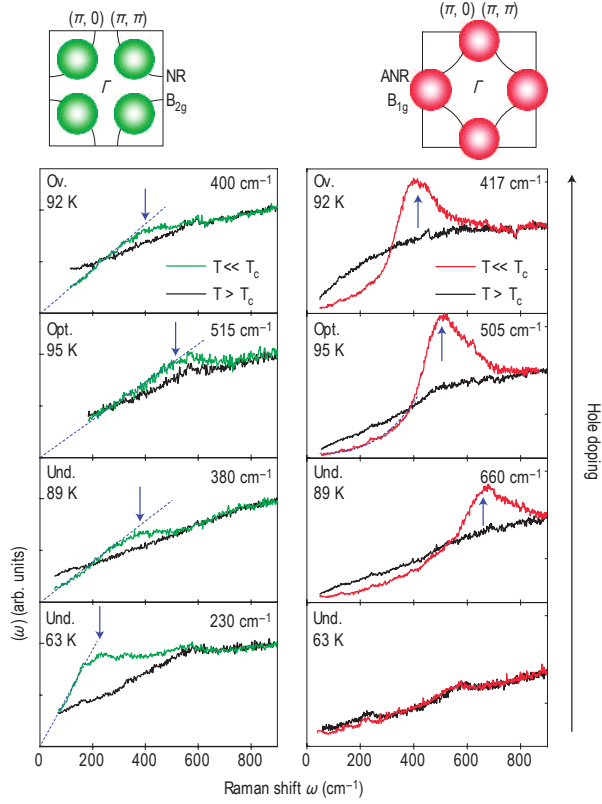 (π, 0) (π, π)
Γ
NR
B2g
(π, 0) (π, π)
ANR
Γ
B1g
Ov.
92 K
400 cm⁻¹
T << Tc
T > Tc
Ov.
92 K
417 cm⁻¹
T << Tc
T > Tc
Opt.
95 K
515 cm⁻¹
Opt.
95 K
505 cm⁻¹
Und.
89 K
380 cm⁻¹
Und.
89 K
660 cm⁻¹
Und.
63 K
230 cm⁻¹
Und.
63 K
Hole doping
(ω) (arb. units)
0 200 400 600 800
0 200 400 600 800
Raman shift ω (cm⁻¹)